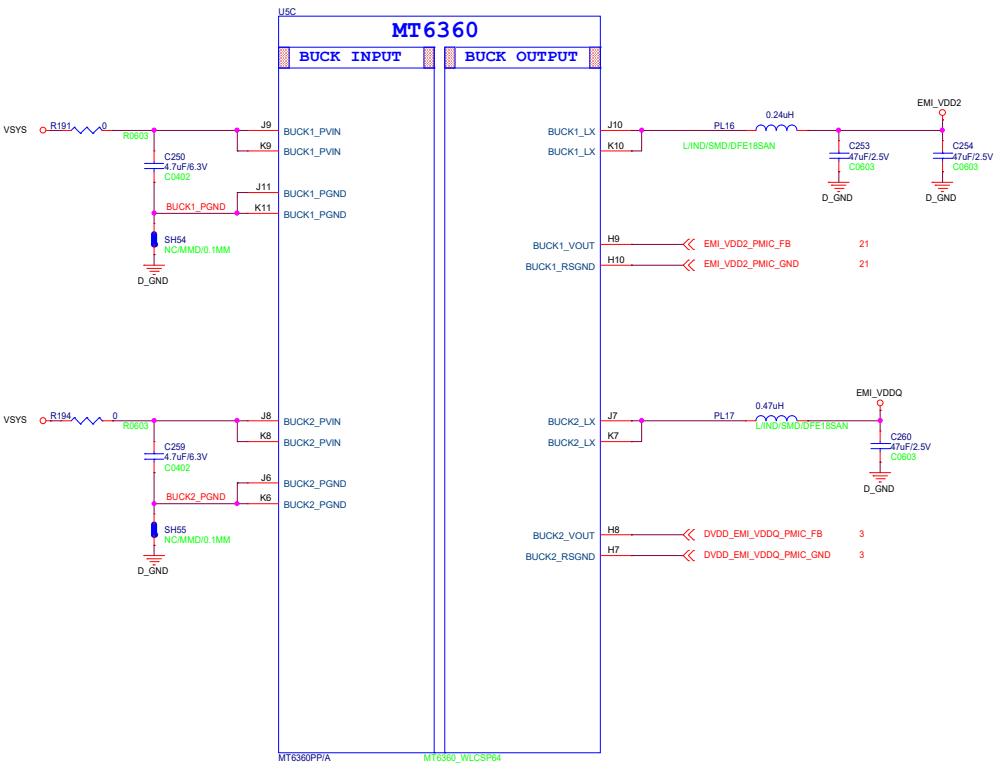 U5C
MT6360
BUCK INPUT
BUCK OUTPUT
VSYS
R191
0
R0603
C250
4.7uF/6.3V
C0402
BUCK1_PGND
SH54
NC/MMD/0.1MM
D_GND
J9
BUCK1_PVIN
K9
BUCK1_PVIN
J11
BUCK1_PGND
K11
BUCK1_PGND
BUCK1_LX
J10
BUCK1_LX
K10
PL16
0.24uH
L/IND/SMD/DFE18SAN
EMI_VDD2
C253
47uF/2.5V
C0603
D_GND
C254
47uF/2.5V
C0603
D_GND
BUCK1_VOUT
H9
EMI_VDD2_PMIC_FB
21
BUCK1_RSGND
H10
EMI_VDD2_PMIC_GND
21
VSYS
R194
0
R0603
C259
4.7uF/6.3V
C0402
BUCK2_PGND
SH55
NC/MMD/0.1MM
D_GND
J8
BUCK2_PVIN
K8
BUCK2_PVIN
J6
BUCK2_PGND
K6
BUCK2_PGND
BUCK2_LX
J7
BUCK2_LX
K7
PL17
0.47uH
L/IND/SMD/DFE18SAN
EMI_VDDQ
C260
47uF/2.5V
C0603
D_GND
BUCK2_VOUT
H8
DVDD_EMI_VDDQ_PMIC_FB
3
BUCK2_RSGND
H7
DVDD_EMI_VDDQ_PMIC_GND
3
MT6360PP/A
MT6360_WLCSP64